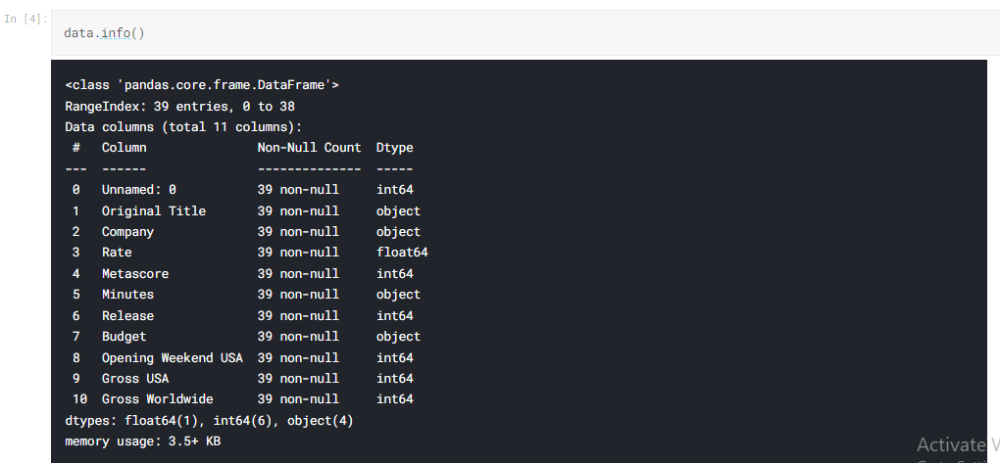 In [4]:
data.info()
<class 'pandas.core.frame.DataFrame'>
RangeIndex: 39 entries, 0 to 38
Data columns (total 11 columns):
 #   Column               Non-Null Count  Dtype
---  ------               --------------  -----
 0   Unnamed: 0           39 non-null     int64
 1   Original Title       39 non-null     object
 2   Company              39 non-null     object
 3   Rate                 39 non-null     float64
 4   Metascore            39 non-null     int64
 5   Minutes              39 non-null     object
 6   Release              39 non-null     int64
 7   Budget               39 non-null     object
 8   Opening Weekend USA  39 non-null     int64
 9   Gross USA            39 non-null     int64
 10  Gross Worldwide      39 non-null     int64
dtypes: float64(1), int64(6), object(4)
memory usage: 3.5+ KB
Activate